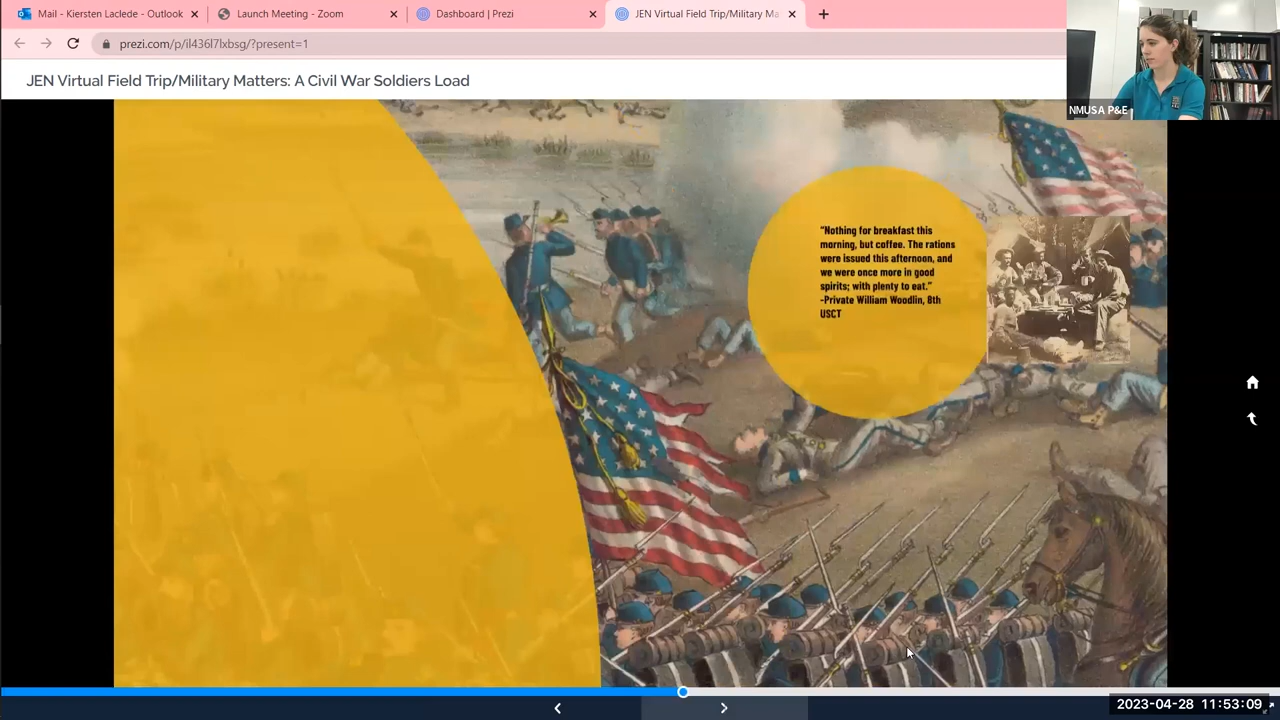 Mail - Kiersten Laclede - Outlook
Launch Meeting - Zoom
Dashboard | Prezi
JEN Virtual Field Trip/Military Ma
prezi.com/p/il436l7lxbsg/?present=1
NMUSA P&E
JEN Virtual Field Trip/Military Matters: A Civil War Soldiers Load
"Nothing for breakfast this
morning, but coffee. The rations
were issued this afternoon, and
we were once more in good
spirits; with plenty to eat."
-Private William Woodlin, 8th
USCT
2023-04-28 11:53:09